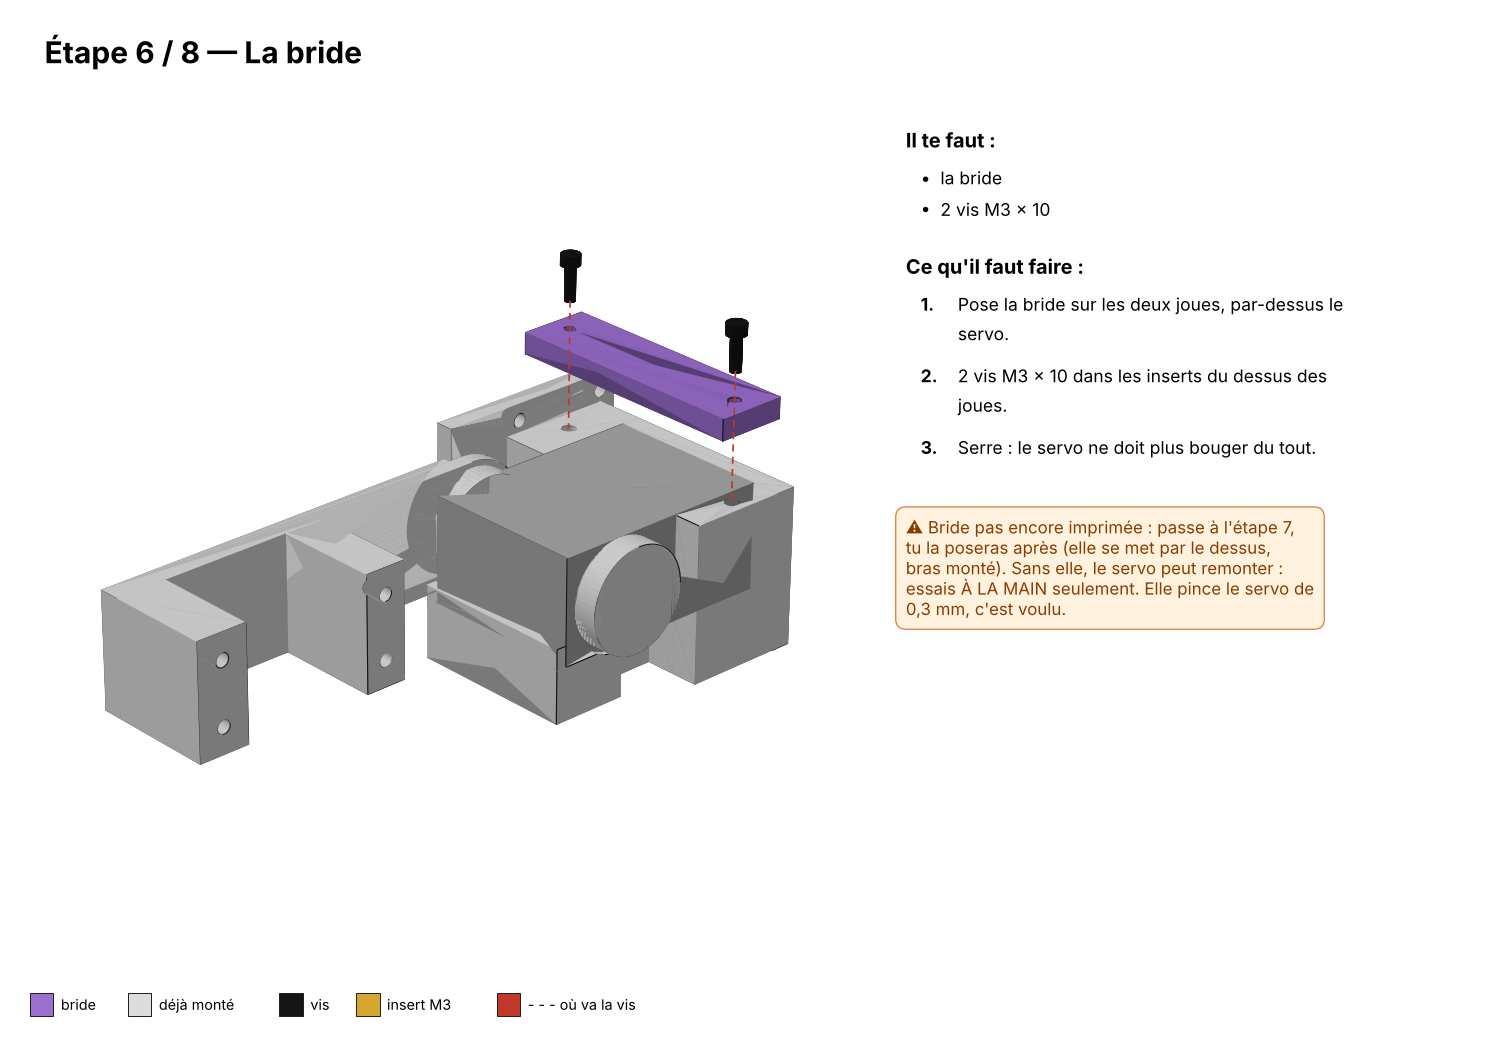 Étape 6 / 8 — La bride
Il te faut :
• la bride
• 2 vis M3 × 10
Ce qu'il faut faire :
1. Pose la bride sur les deux joues, par-dessus le
servo.
2. 2 vis M3 × 10 dans les inserts du dessus des
joues.
3. Serre : le servo ne doit plus bouger du tout.
⚠ Bride pas encore imprimée : passe à l'étape 7,
tu la poseras après (elle se met par le dessus,
bras monté). Sans elle, le servo peut remonter :
essais À LA MAIN seulement. Elle pince le servo de
0,3 mm, c'est voulu.
bride déjà monté vis insert M3 - - - où va la vis